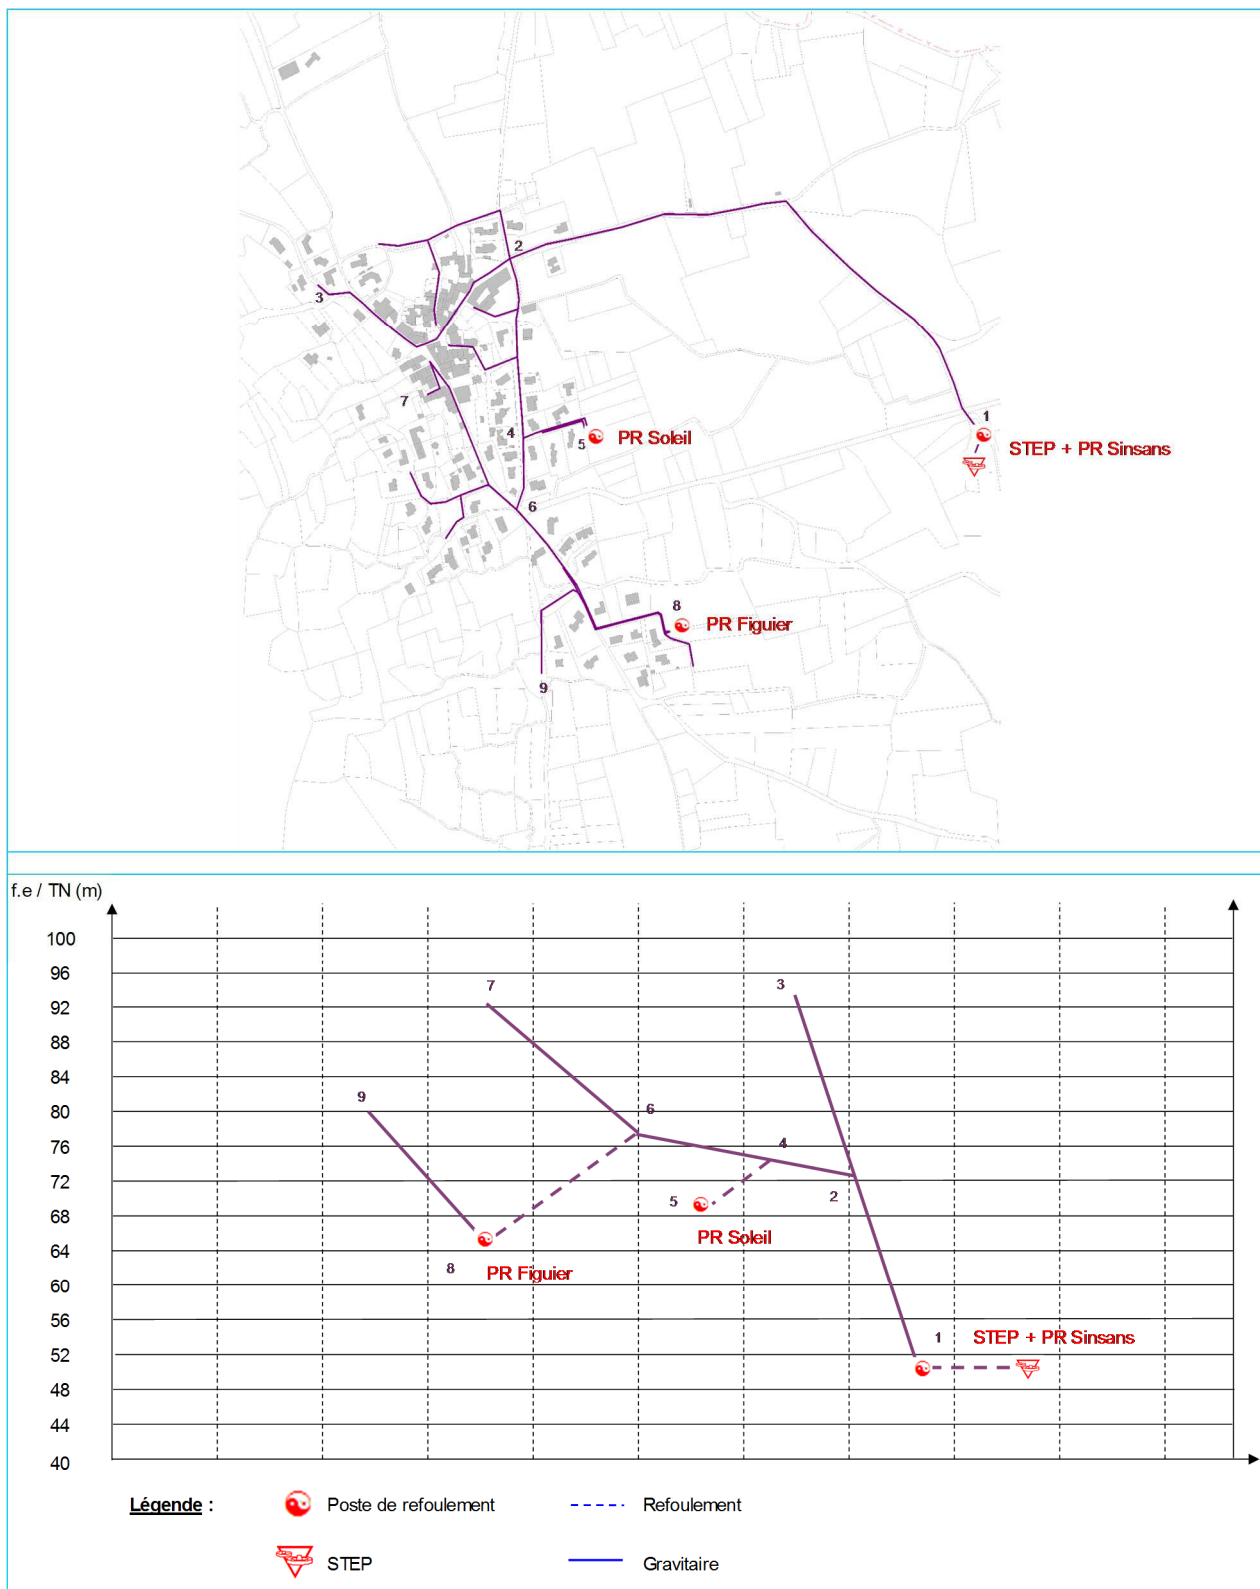 2
3
7
1
4
5
PR Soleil
STEP + PR Sinsans
6
8
PR Figuier
9
f.e / TN (m)
100
96
92
88
84
80
76
72
68
64
60
56
52
48
44
40
7
3
9
6
4
5
2
PR Soleil
8
PR Figuier
1
STEP + PR Sinsans
Légende :
Poste de refoulement
Refoulement
STEP
Gravitaire